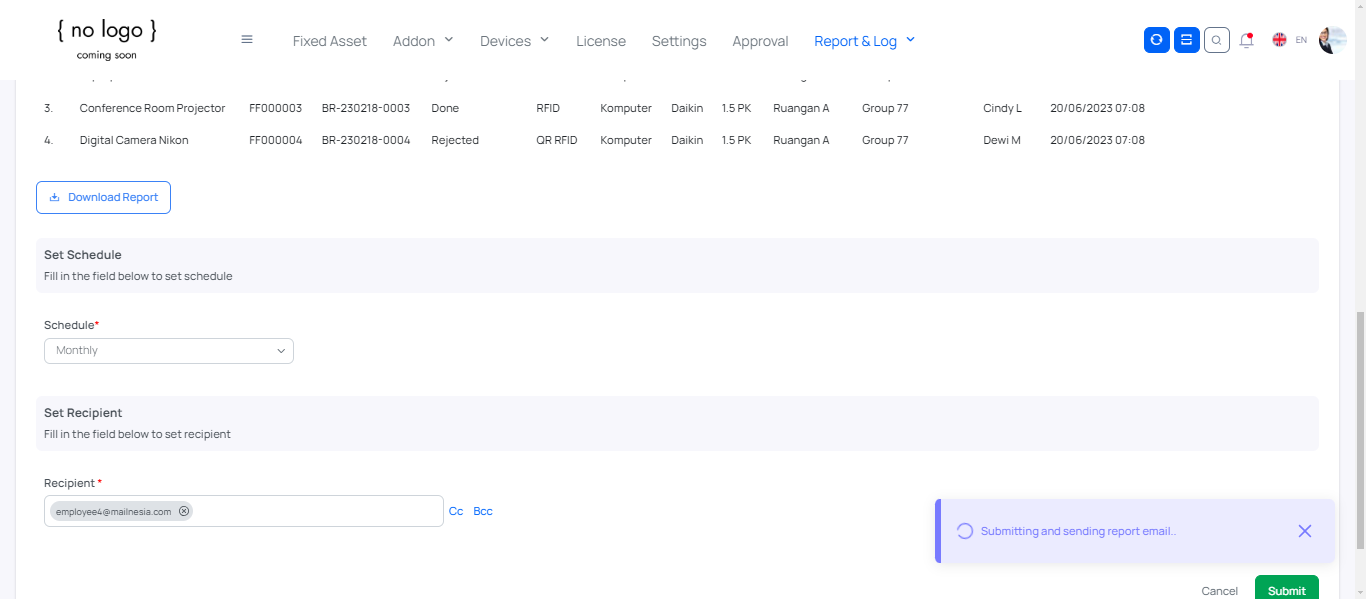 { no logo }
coming soon
Fixed Asset Addon Devices License Settings Approval Report & Log EN
3. Conference Room Projector FF000003 BR-230218-0003 Done RFID Komputer Daikin 1.5 PK Ruangan A Group 77 Cindy L 20/06/2023 07:08
4. Digital Camera Nikon FF000004 BR-230218-0004 Rejected QR RFID Komputer Daikin 1.5 PK Ruangan A Group 77 Dewi M 20/06/2023 07:08
Download Report
Set Schedule
Fill in the field below to set schedule
Schedule*
Monthly
Set Recipient
Fill in the field below to set recipient
Recipient *
employee4@mailnesia.com Cc Bcc
Submitting and sending report email..
Cancel Submit